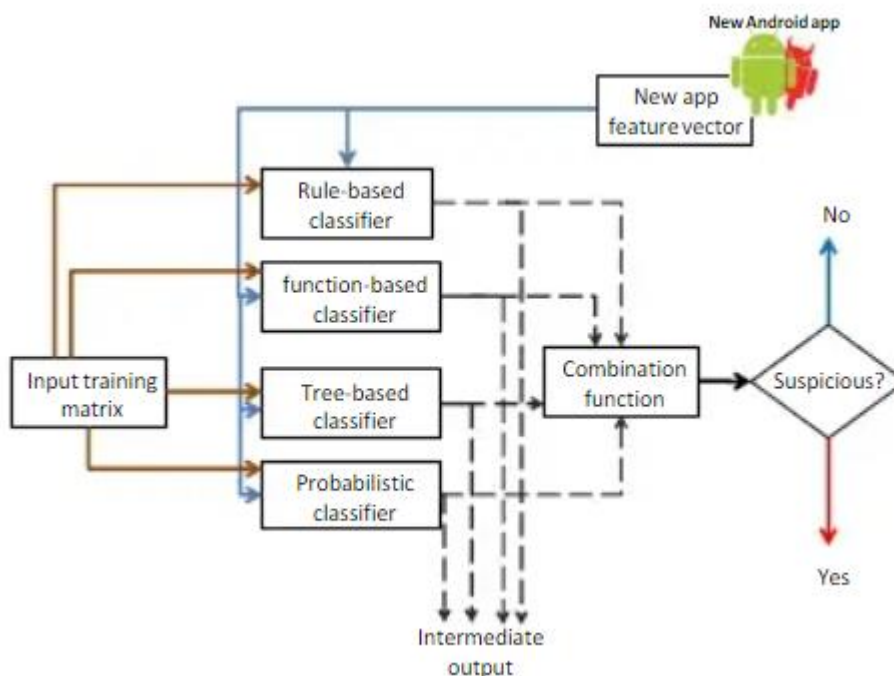 New Android app
New app
feature vector
Rule-based
classifier
No
function-based
classifier
Input training
matrix
Tree-based
classifier
Combination
function
Suspicious?
Probabilistic
classifier
Yes
Intermediate
output